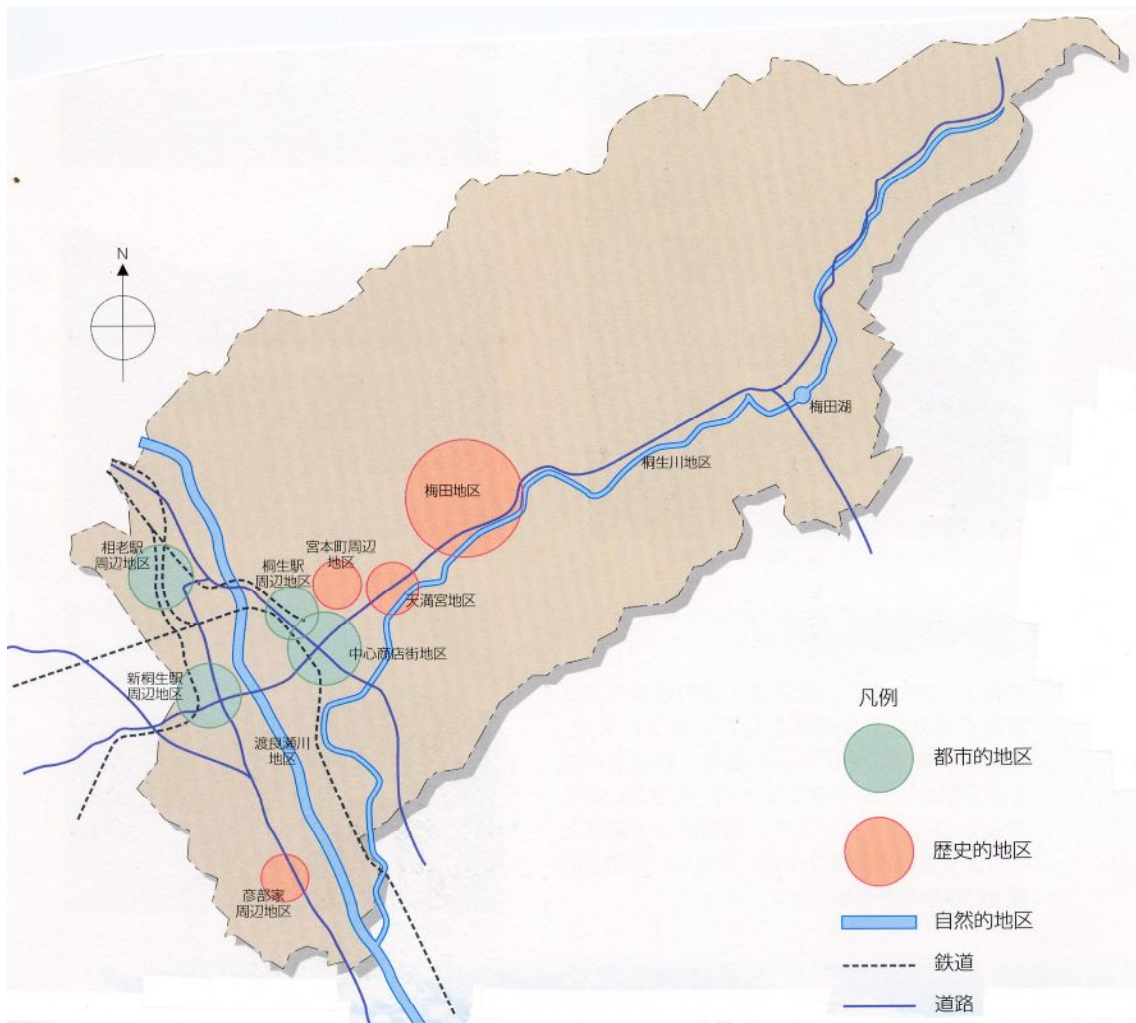 N
梅田湖
桐生川地区
梅田地区
宮本町周辺
地区
相老駅
周辺地区
桐生駅
周辺地区
天満宮地区
中心商店街地区
新桐生駅
周辺地区
渡良瀬川
地区
彦部家
周辺地区
凡例
都市的地区
歴史的地区
自然的地区
鉄道
道路